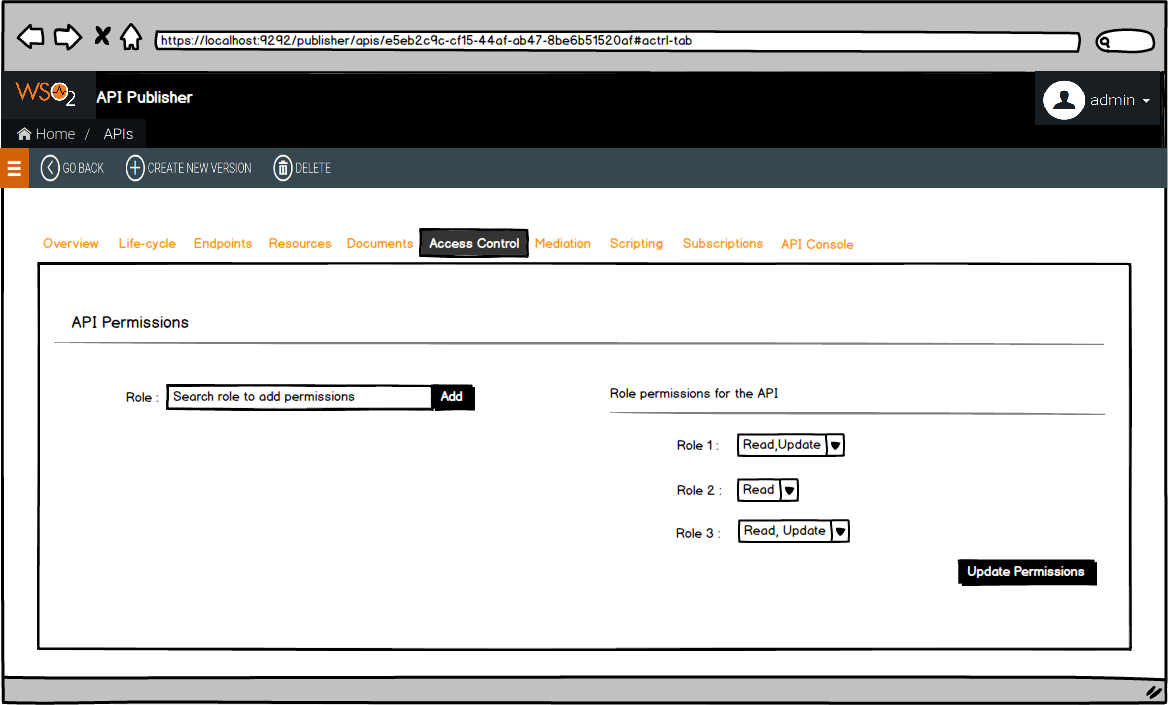 https://localhost:9292/publisher/apis/e5eb2c9c-cf15-44af-ab47-8be6b51520af#actrl-tab
WSO2 API Publisher
admin
Home / APIs
GO BACK CREATE NEW VERSION DELETE
Overview Life-cycle Endpoints Resources Documents Access Control Mediation Scripting Subscriptions API Console
API Permissions
Role : Search role to add permissions Add
Role permissions for the API
Role 1 : Read,Update
Role 2 : Read
Role 3 : Read, Update
Update Permissions